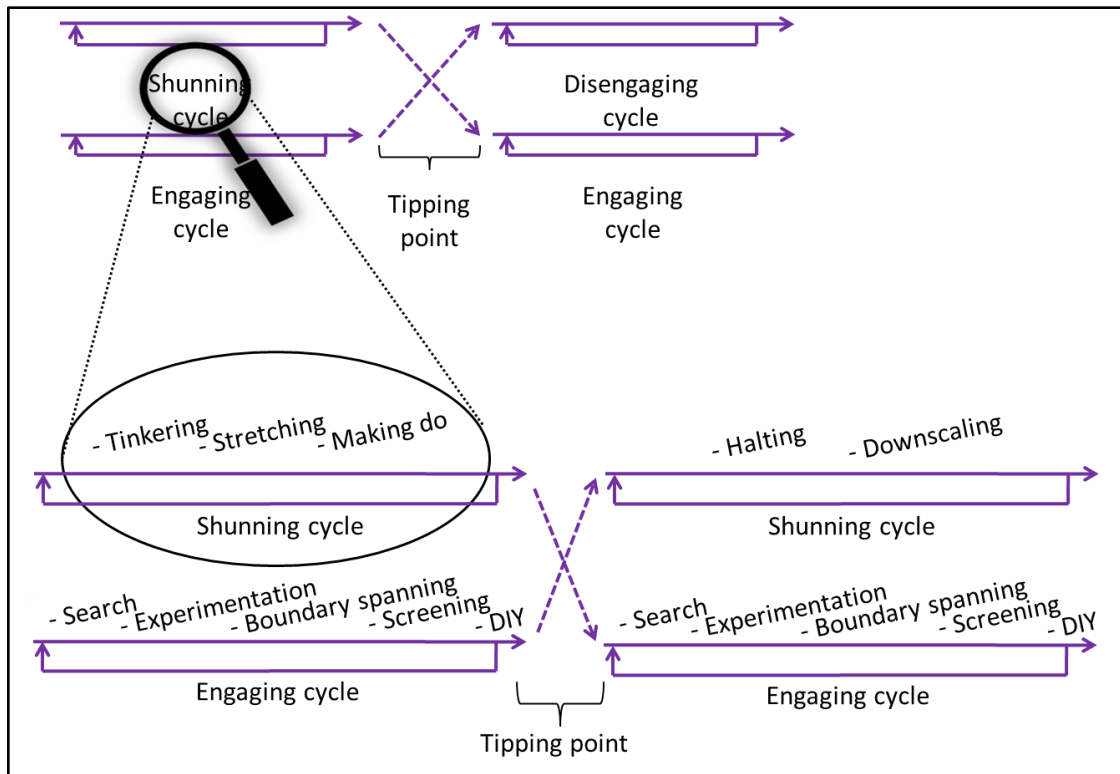 Shunning
cycle
Disengaging
cycle
Engaging
cycle
Tipping
point
Engaging
cycle
- Tinkering
- Stretching
- Making do
- Halting
- Downscaling
Shunning cycle
Shunning cycle
- Search
- Experimentation
- Boundary spanning
- Screening
- DIY
- Search
- Experimentation
- Boundary spanning
- Screening
- DIY
Engaging cycle
Engaging cycle
Tipping point